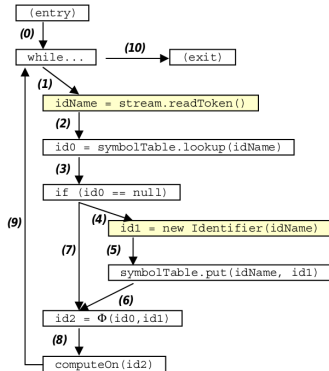 (entry)
(0)
while...
(10)
(exit)
(1)
idName = stream.readToken()
(2)
id0 = symbolTable.lookup(idName)
(3)
if (id0 == null)
(4)
id1 = new Identifier(idName)
(9)
(7)
(5)
symbolTable.put(idName, id1)
(6)
id2 = Φ(id0,id1)
(8)
computeOn(id2)